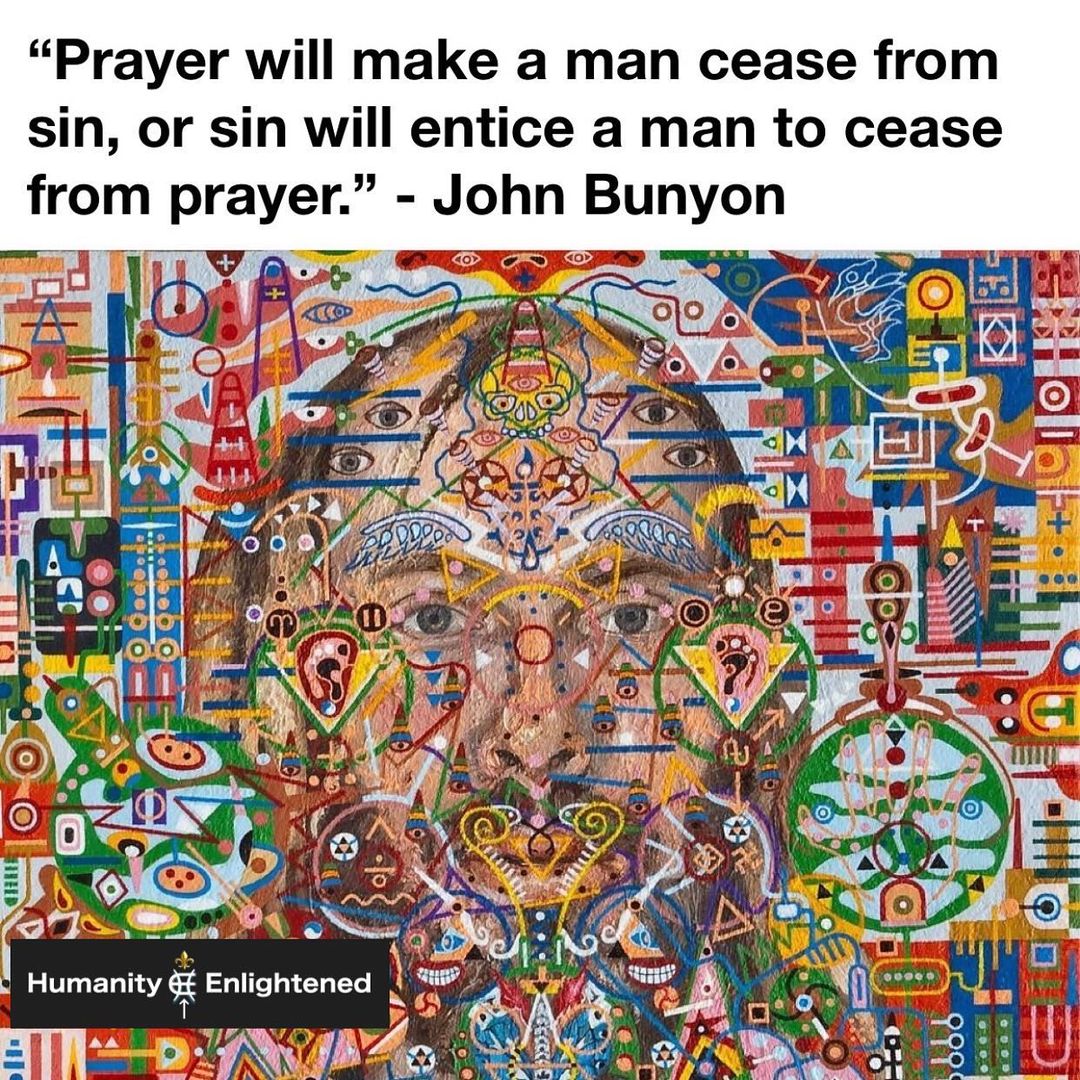 “Prayer will make a man cease from
sin, or sin will entice a man to cease
from prayer.” - John Bunyon
Humanity Enlightened